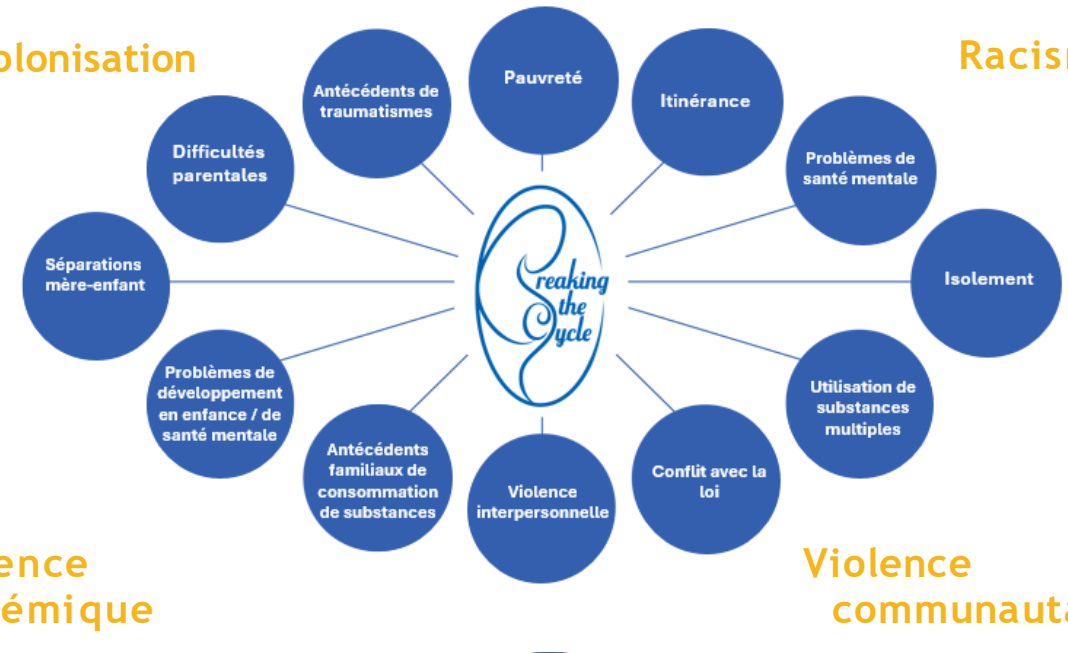 olonisation
Racis
Pauvreté
Antécédents de
traumatismes
Itinérance
Difficultés
parentales
Problèmes de
santé mentale
Séparations
mère-enfant
reaking
the
ycle
Isolement
Problèmes de
développement
en enfance / de
santé mentale
Utilisation de
substances
multiples
Antécédents
familiaux de
consommation
de substances
Violence
interpersonnelle
Conflit avec la
loi
ence
émique
Violence
communaut